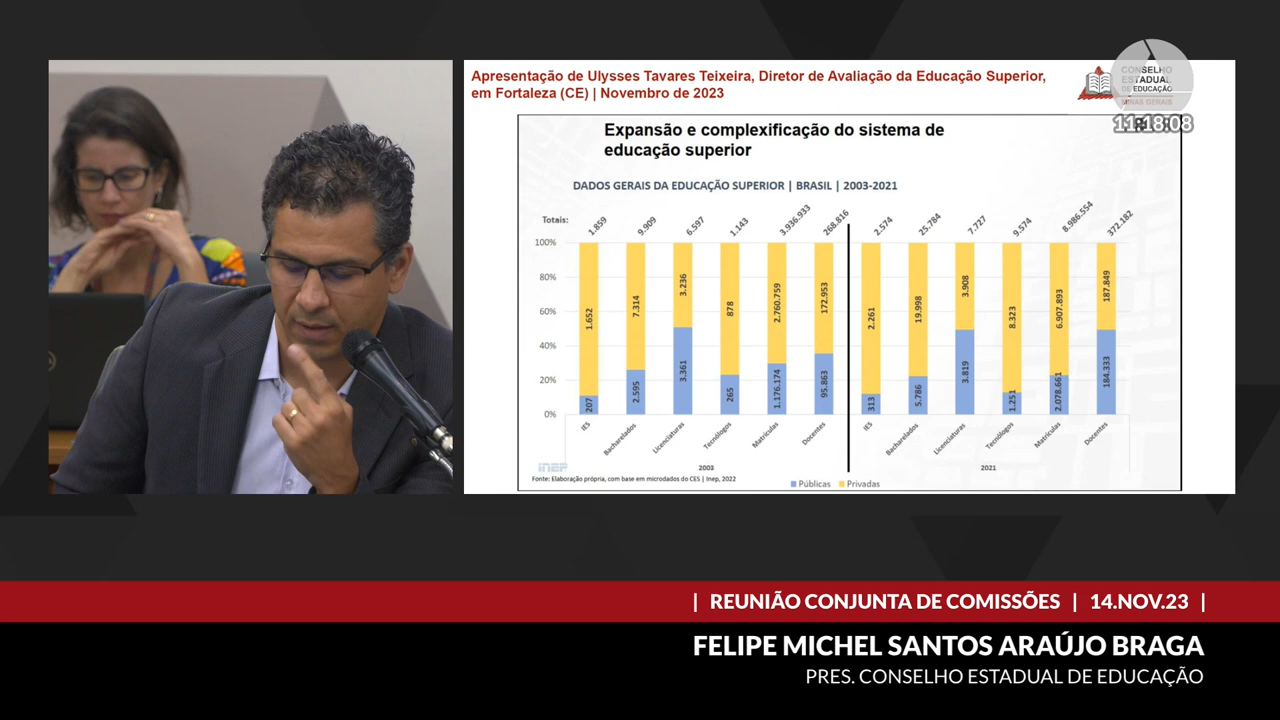 Apresentação de Ulysses Tavares Teixeira, Diretor de Avaliação da Educação Superior,
em Fortaleza (CE) | Novembro de 2023
CONSELHO
ESTADUAL
DE EDUCAÇÃO
MINAS GERAIS
11:18:08
Expansão e complexificação do sistema de
educação superior
DADOS GERAIS DA EDUCAÇÃO SUPERIOR | BRASIL | 2003-2021
Totais: 1.859 9.909 6.597 1.143 3.936.933 268.816 2.574 25.784 7.727 9.574 8.986.554 372.182
100%
80%
60%
40%
20%
0%
1.652 7.314 3.236 878 2.760.759 172.953 2.261 19.998 3.908 8.323 6.907.893 187.849
207 2.595 3.361 265 1.176.174 95.863 313 5.786 3.819 1.251 2.078.661 184.333
IES Bacharelados Licenciaturas Tecnólogos Matrículas Docentes IES Bacharelados Licenciaturas Tecnólogos Matrículas Docentes
2003 2021
inep
Fonte: Elaboração própria, com base em microdados do CES | Inep, 2022
Públicas Privadas
| REUNIÃO CONJUNTA DE COMISSÕES | 14.NOV.23 |
FELIPE MICHEL SANTOS ARAÚJO BRAGA
PRES. CONSELHO ESTADUAL DE EDUCAÇÃO